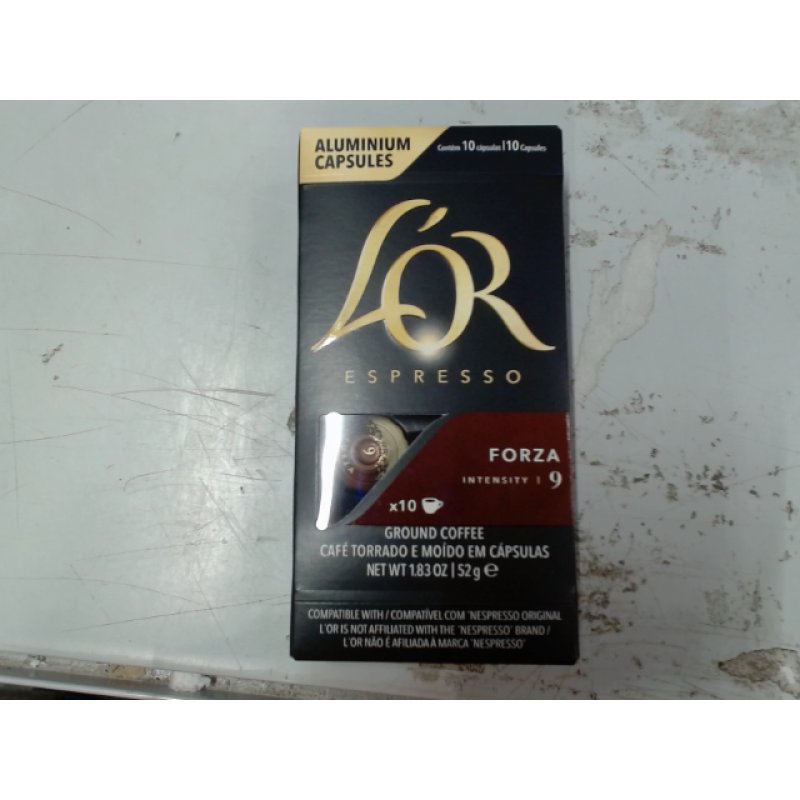 ALUMINIUM
CAPSULES
Contém 10 cápsulas | 10 Capsules
L'OR
ESPRESSO
FORZA
INTENSITY | 9
9
x10
GROUND COFFEE
CAFÉ TORRADO E MOÍDO EM CÁPSULAS
NET WT 1.83 OZ | 52g ℮
COMPATIBLE WITH / COMPATÍVEL COM *NESPRESSO ORIGINAL
L'OR IS NOT AFFILIATED WITH THE *NESPRESSO* BRAND /
L'OR NÃO É AFILIADA À MARCA *NESPRESSO*